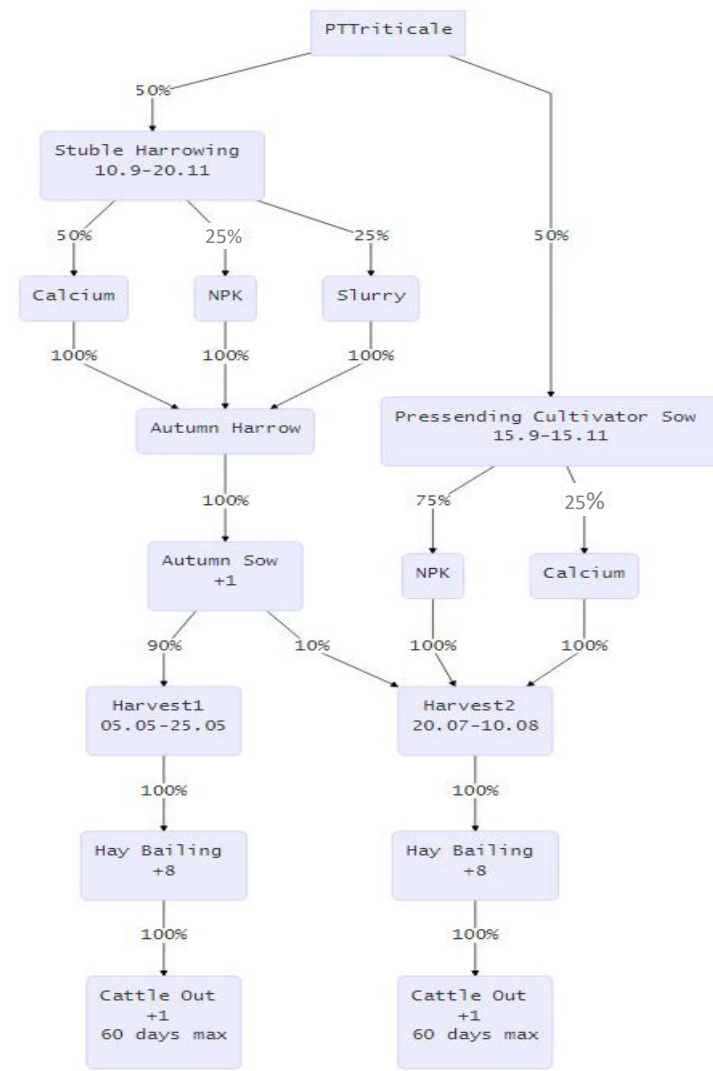 PTTriticale
50%
Stuble Harrowing
10.9-20.11
50%
25%
25%
50%
Calcium
NPK
Slurry
100%
100%
100%
Autumn Harrow
Pressending Cultivator Sow
15.9-15.11
100%
75%
25%
Autumn Sow
+1
NPK
Calcium
90%
10%
100%
100%
Harvest1
05.05-25.05
Harvest2
20.07-10.08
100%
100%
Hay Bailing
+8
Hay Bailing
+8
100%
100%
Cattle Out
+1
60 days max
Cattle Out
+1
60 days max